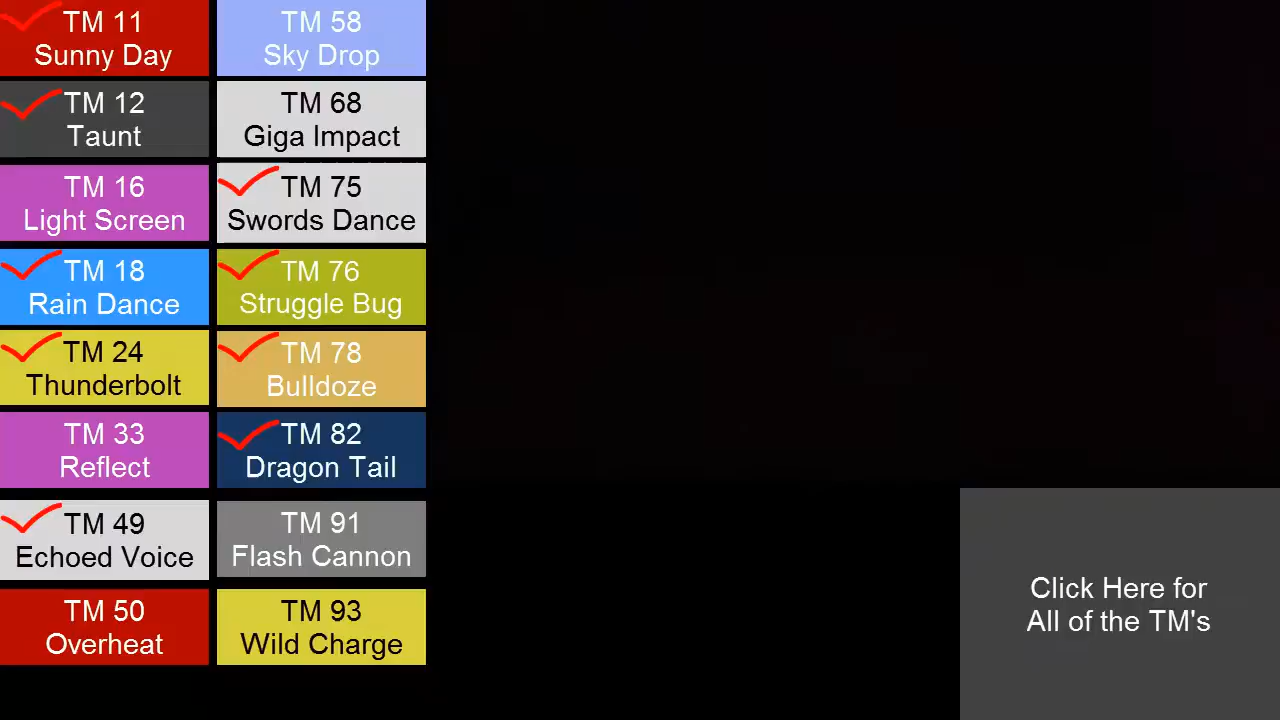 TM 11
Sunny Day
TM 12
Taunt
TM 16
Light Screen
TM 18
Rain Dance
TM 24
Thunderbolt
TM 33
Reflect
TM 49
Echoed Voice
TM 50
Overheat
TM 58
Sky Drop
TM 68
Giga Impact
TM 75
Swords Dance
TM 76
Struggle Bug
TM 78
Bulldoze
TM 82
Dragon Tail
TM 91
Flash Cannon
TM 93
Wild Charge
Click Here for
All of the TM's